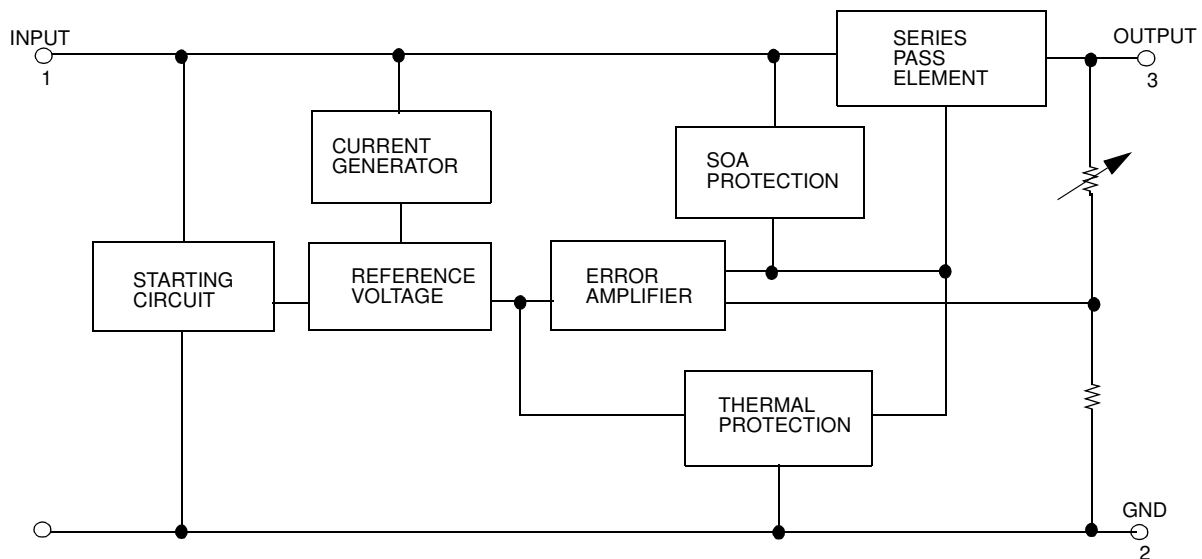 INPUT
1
SERIES
PASS
ELEMENT
OUTPUT
3
CURRENT
GENERATOR
SOA
PROTECTION
STARTING
CIRCUIT
REFERENCE
VOLTAGE
ERROR
AMPLIFIER
THERMAL
PROTECTION
GND
2